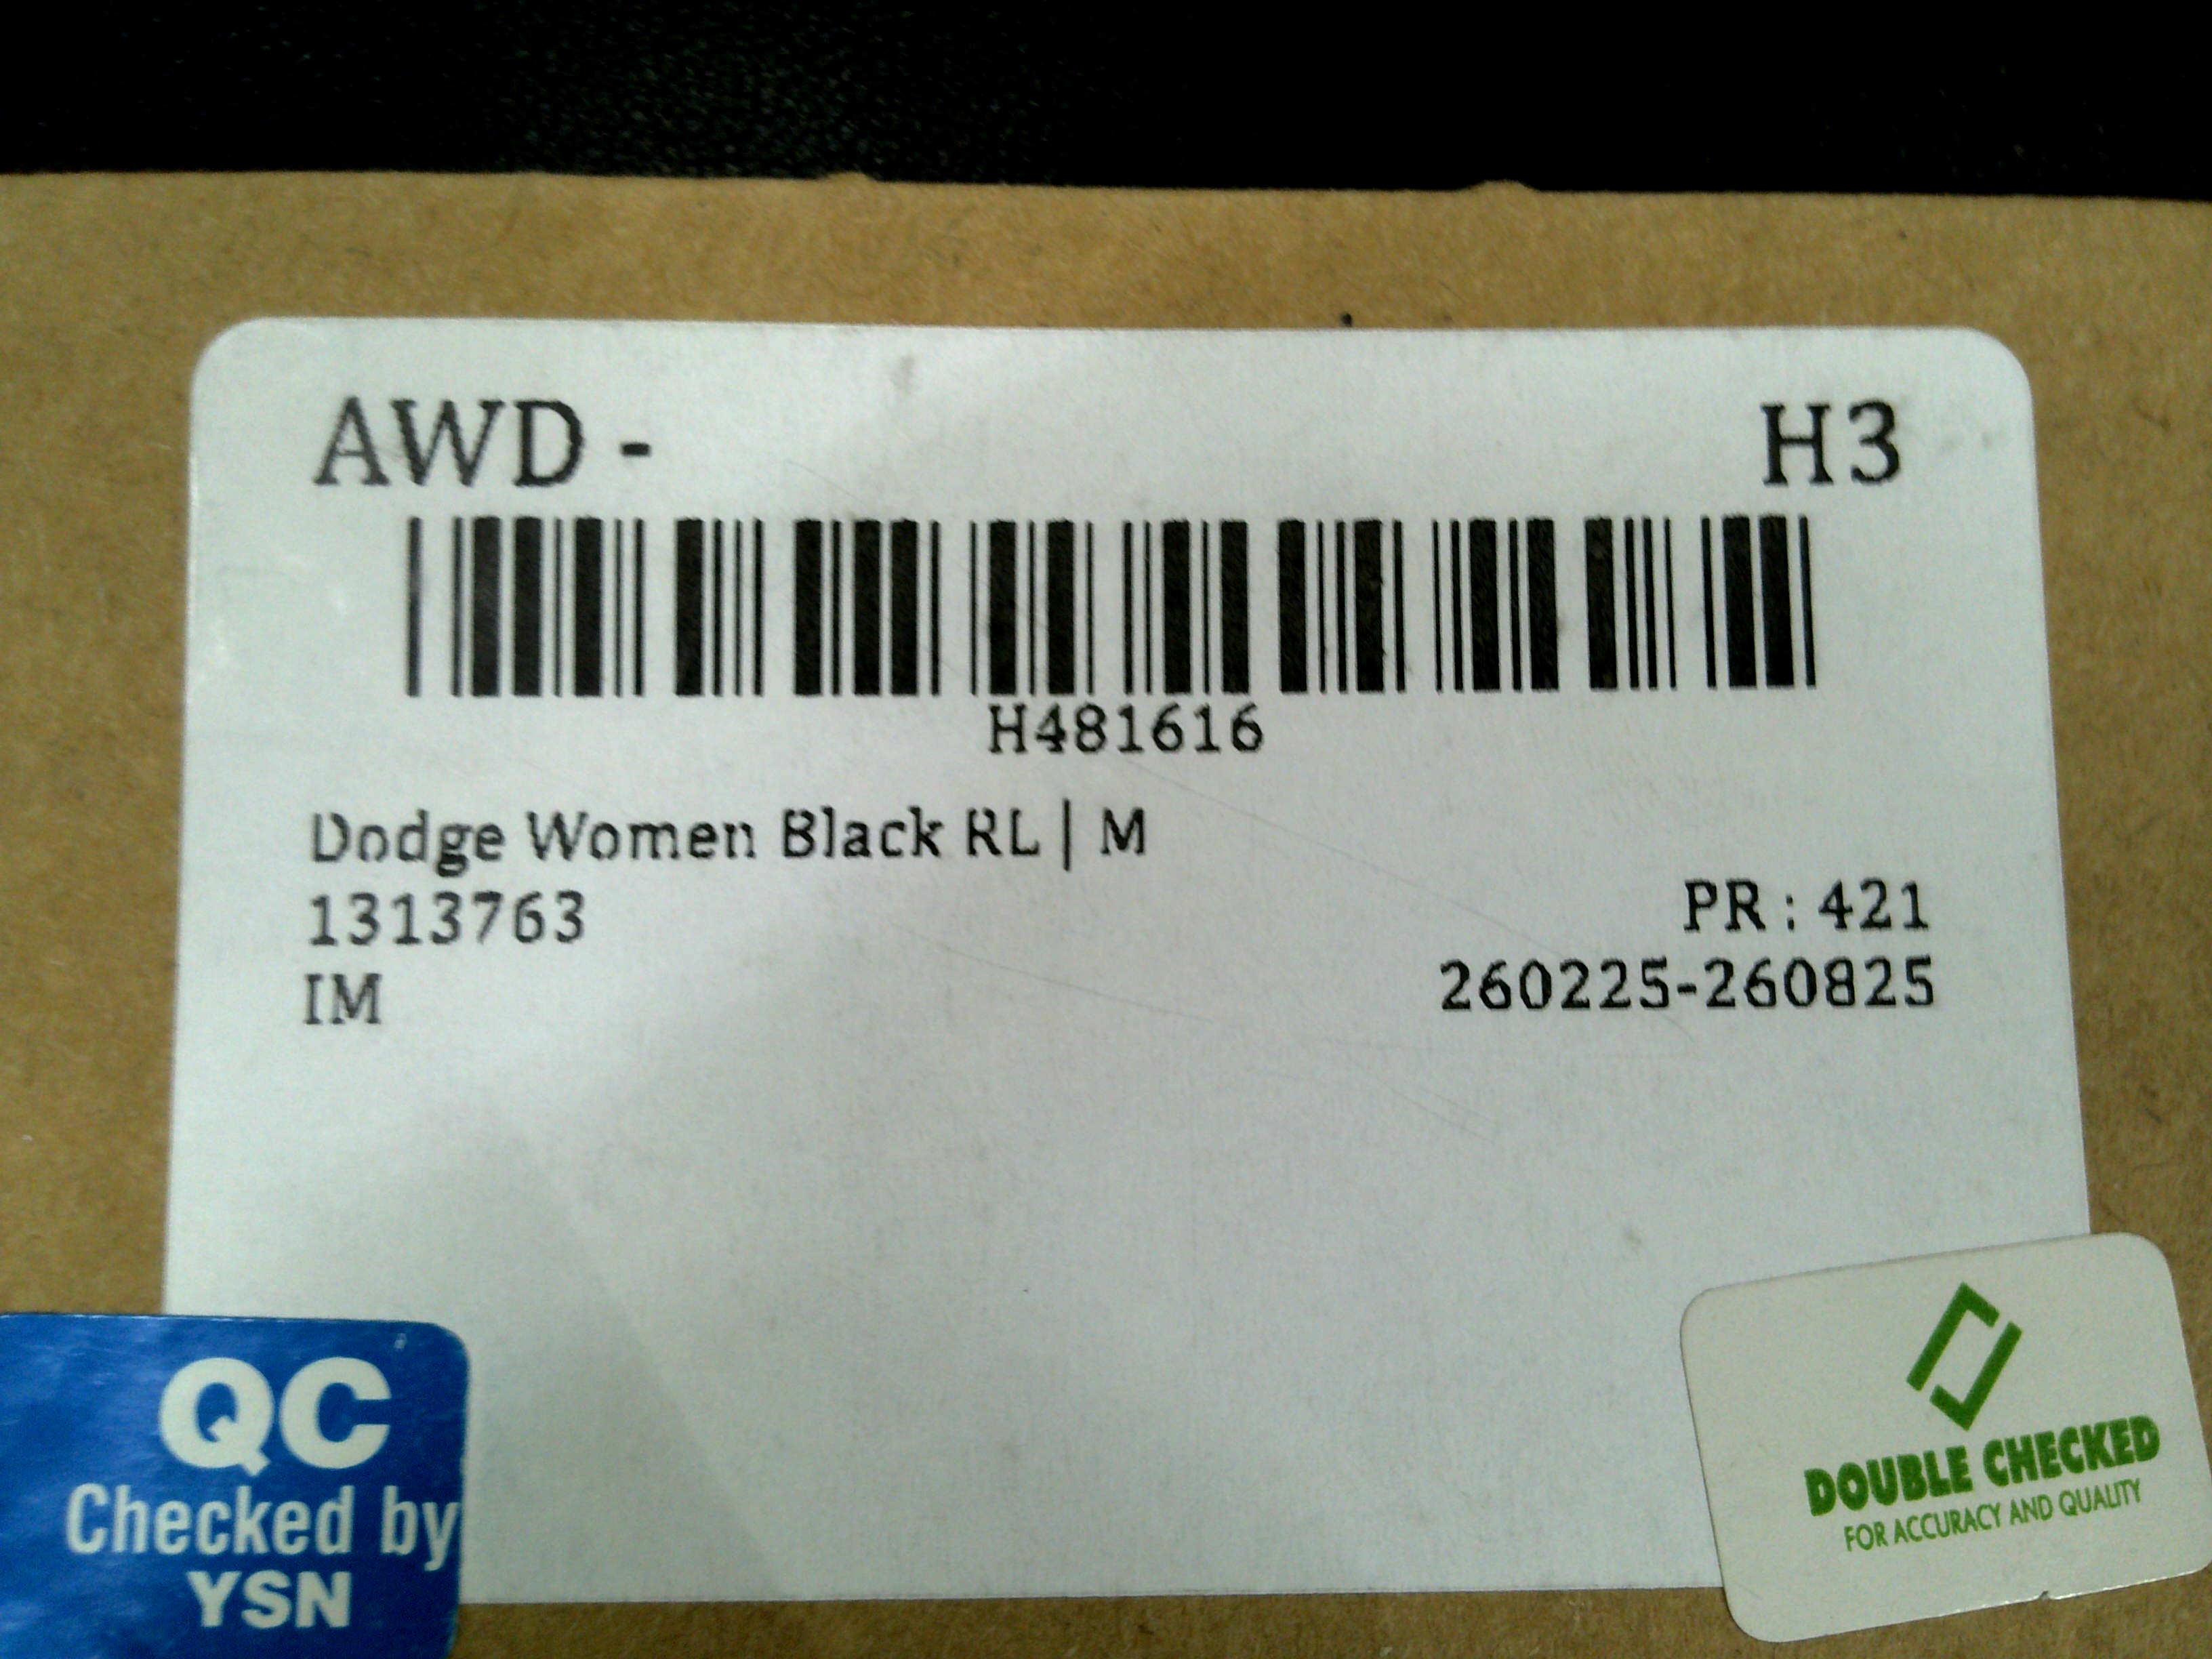 AWD - H3
H481616
Dodge Women Black RL | M
1313763
PR : 421
IM
260225-260825
QC
Checked by
YSN
DOUBLE CHECKED
FOR ACCURACY AND QUALITY